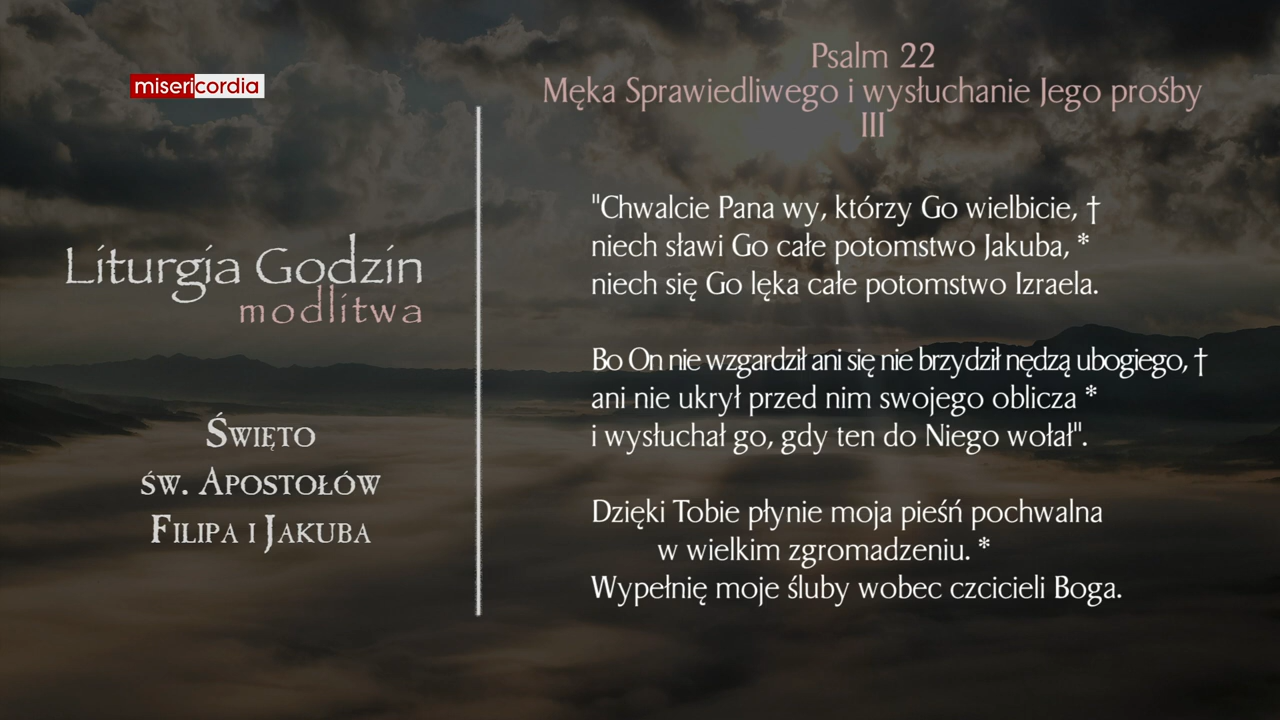 misericordia
Liturgia Godzin
modlitwa
Święto
św. Apostołów
Filipa i Jakuba
Psalm 22
Męka Sprawiedliwego i wysłuchanie Jego prośby
III
"Chwalcie Pana wy, którzy Go wielbicie, †
niech sławi Go całe potomstwo Jakuba, *
niech się Go lęka całe potomstwo Izraela.
Bo On nie wzgardził ani się nie brzydził nędzą ubogiego, †
ani nie ukrył przed nim swojego oblicza *
i wysłuchał go, gdy ten do Niego wołał".
Dzięki Tobie płynie moja pieśń pochwalna
w wielkim zgromadzeniu. *
Wypełnię moje śluby wobec czcicieli Boga.